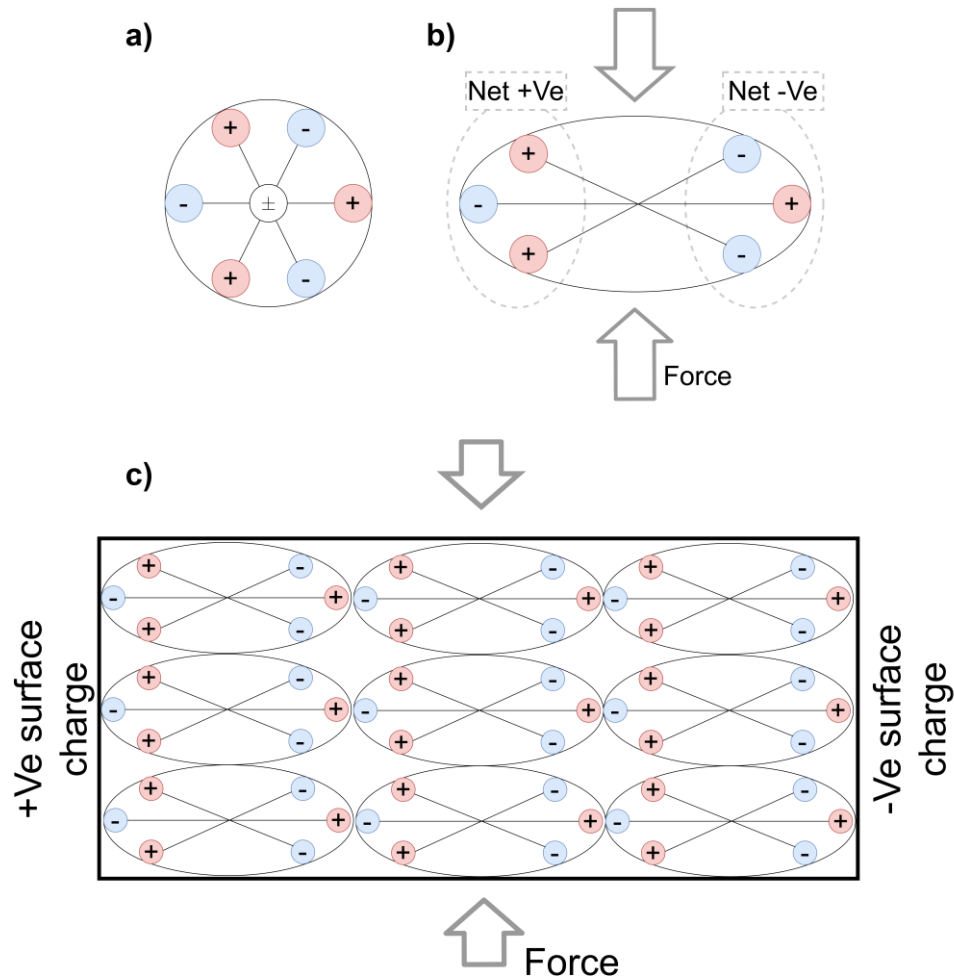 a)
b)
Net +Ve
Net -Ve
+ -
- ± +
+ -
+ -
- +
+ -
Force
c)
+Ve surface
charge
+ - + - + -
- + - + - +
+ - + - + -
+ - + - + -
- + - + - +
+ - + - + -
+ - + - + -
- + - + - +
+ - + - + -
-Ve surface
charge
Force